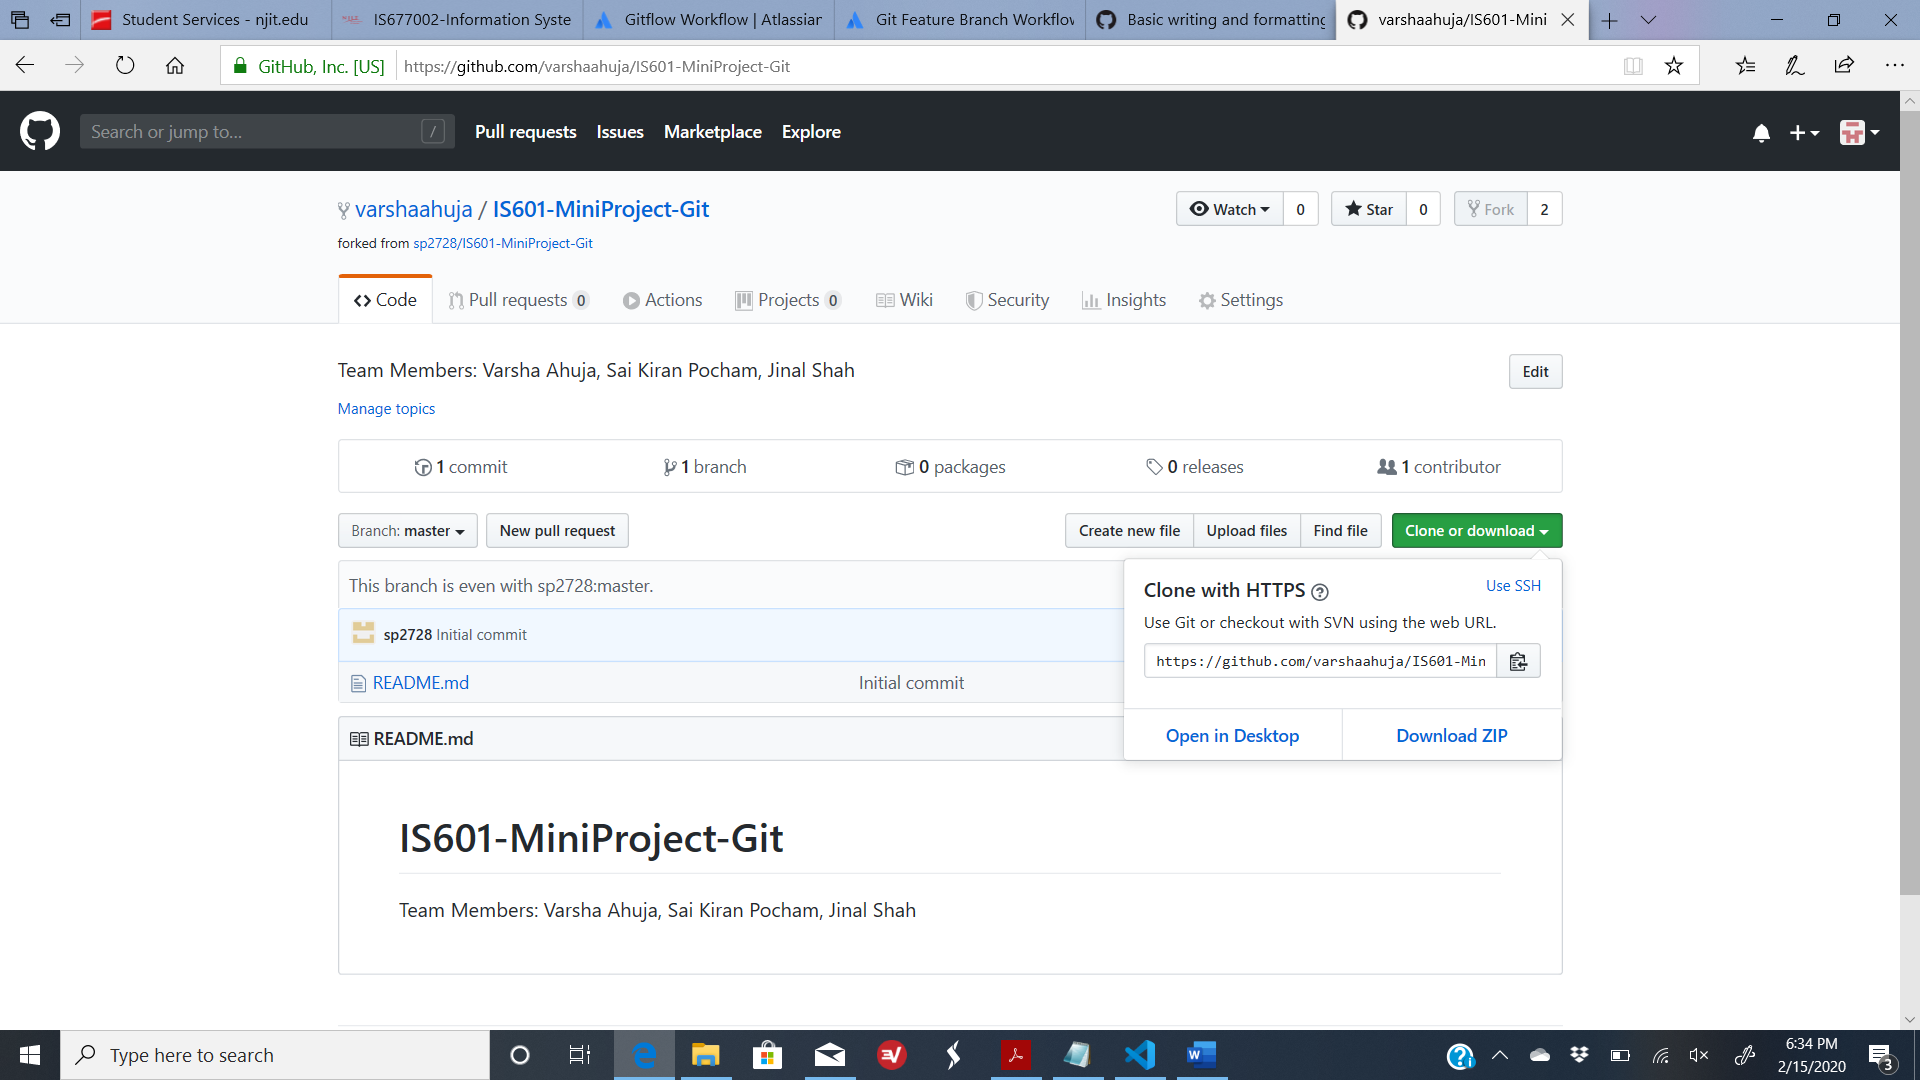 Student Services - njit.edu
IS677002-Information Syste
Gitflow Workflow | Atlassian
Git Feature Branch Workflow
Basic writing and formatting
varshaahuja/IS601-Mini
GitHub, Inc. [US]
https://github.com/varshaahuja/IS601-MiniProject-Git
Search or jump to...
/
Pull requests
Issues
Marketplace
Explore
varshaahuja / IS601-MiniProject-Git
Watch 0
Star 0
Fork 2
forked from sp2728/IS601-MiniProject-Git
Code
Pull requests 0
Actions
Projects 0
Wiki
Security
Insights
Settings
Team Members: Varsha Ahuja, Sai Kiran Pocham, Jinal Shah
Edit
Manage topics
1 commit
1 branch
0 packages
0 releases
1 contributor
Branch: master
New pull request
Create new file
Upload files
Find file
Clone or download
This branch is even with sp2728:master.
sp2728 Initial commit
README.md
Initial commit
Clone with HTTPS
Use SSH
Use Git or checkout with SVN using the web URL.
https://github.com/varshaahuja/IS601-Min
Open in Desktop
Download ZIP
README.md
IS601-MiniProject-Git
Team Members: Varsha Ahuja, Sai Kiran Pocham, Jinal Shah
Type here to search
6:34 PM
2/15/2020
3